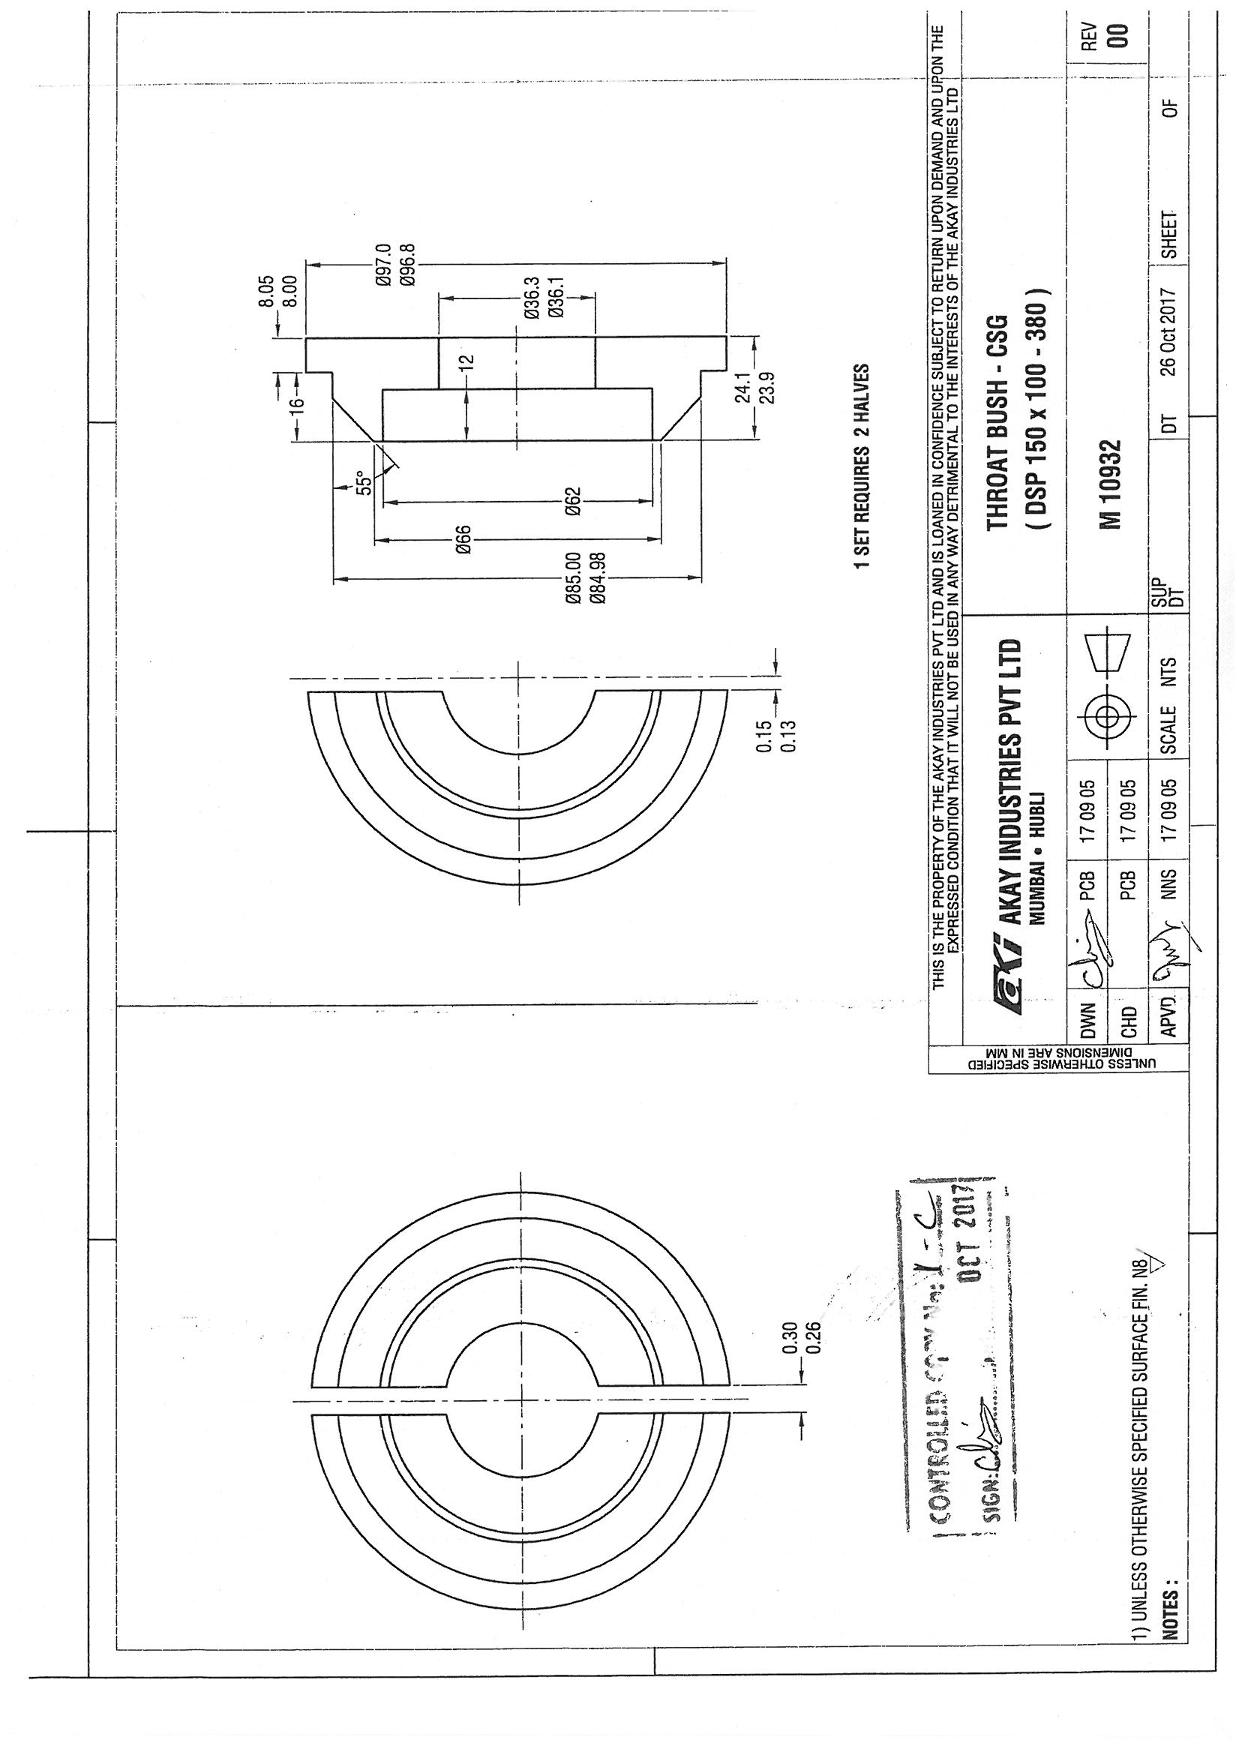 NOTES :
1) UNLESS OTHERWISE SPECIFIED SURFACE FIN. N8
0.30
0.26
CONTROLLED COPY No:
OCT 2017
SIGN:
0.15
0.13
8.05
8.00
16
55°
12
Ø97.0
Ø96.8
Ø36.3
Ø36.1
Ø62
Ø66
Ø85.00
Ø84.98
24.1
23.9
1 SET REQUIRES 2 HALVES
THIS IS THE PROPERTY OF THE AKAY INDUSTRIES PVT LTD AND IS LOANED IN CONFIDENCE SUBJECT TO RETURN UPON DEMAND AND UPON THE
EXPRESSED CONDITION THAT IT WILL NOT BE USED IN ANY WAY DETRIMENTAL TO THE INTERESTS OF THE AKAY INDUSTRIES LTD
UNLESS OTHERWISE SPECIFIED
DIMENSIONS ARE IN MM
aKi AKAY INDUSTRIES PVT LTD
MUMBAI • HUBLI
THROAT BUSH - CSG
( DSP 150 x 100 - 380 )
DWN PCB 17 09 05
CHD PCB 17 09 05
APVD. NNS 17 09 05
SCALE NTS
M 10932
REV
00
SUP
DT
DT 26 Oct 2017
SHEET OF